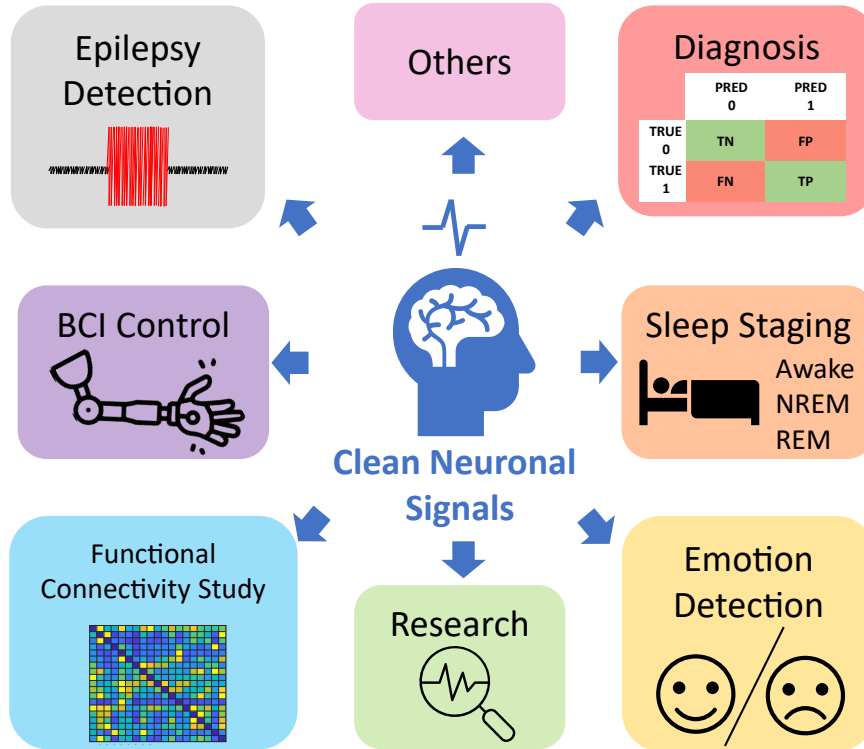 Epilepsy
Detection
Others
Diagnosis
PRED
0
PRED
1
TRUE
0
TN
FP
TRUE
1
FN
TP
BCI Control
Sleep Staging
Awake
NREM
REM
Clean Neuronal
Signals
Functional
Connectivity Study
Research
Emotion
Detection